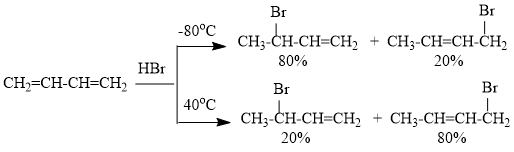 Br Br
-80°C CH3-CH-CH=CH2 + CH3-CH=CH-CH2
80% 20%
CH2=CH-CH=CH2 HBr
Br Br
40°C CH3-CH-CH=CH2 + CH3-CH=CH-CH2
20% 80%